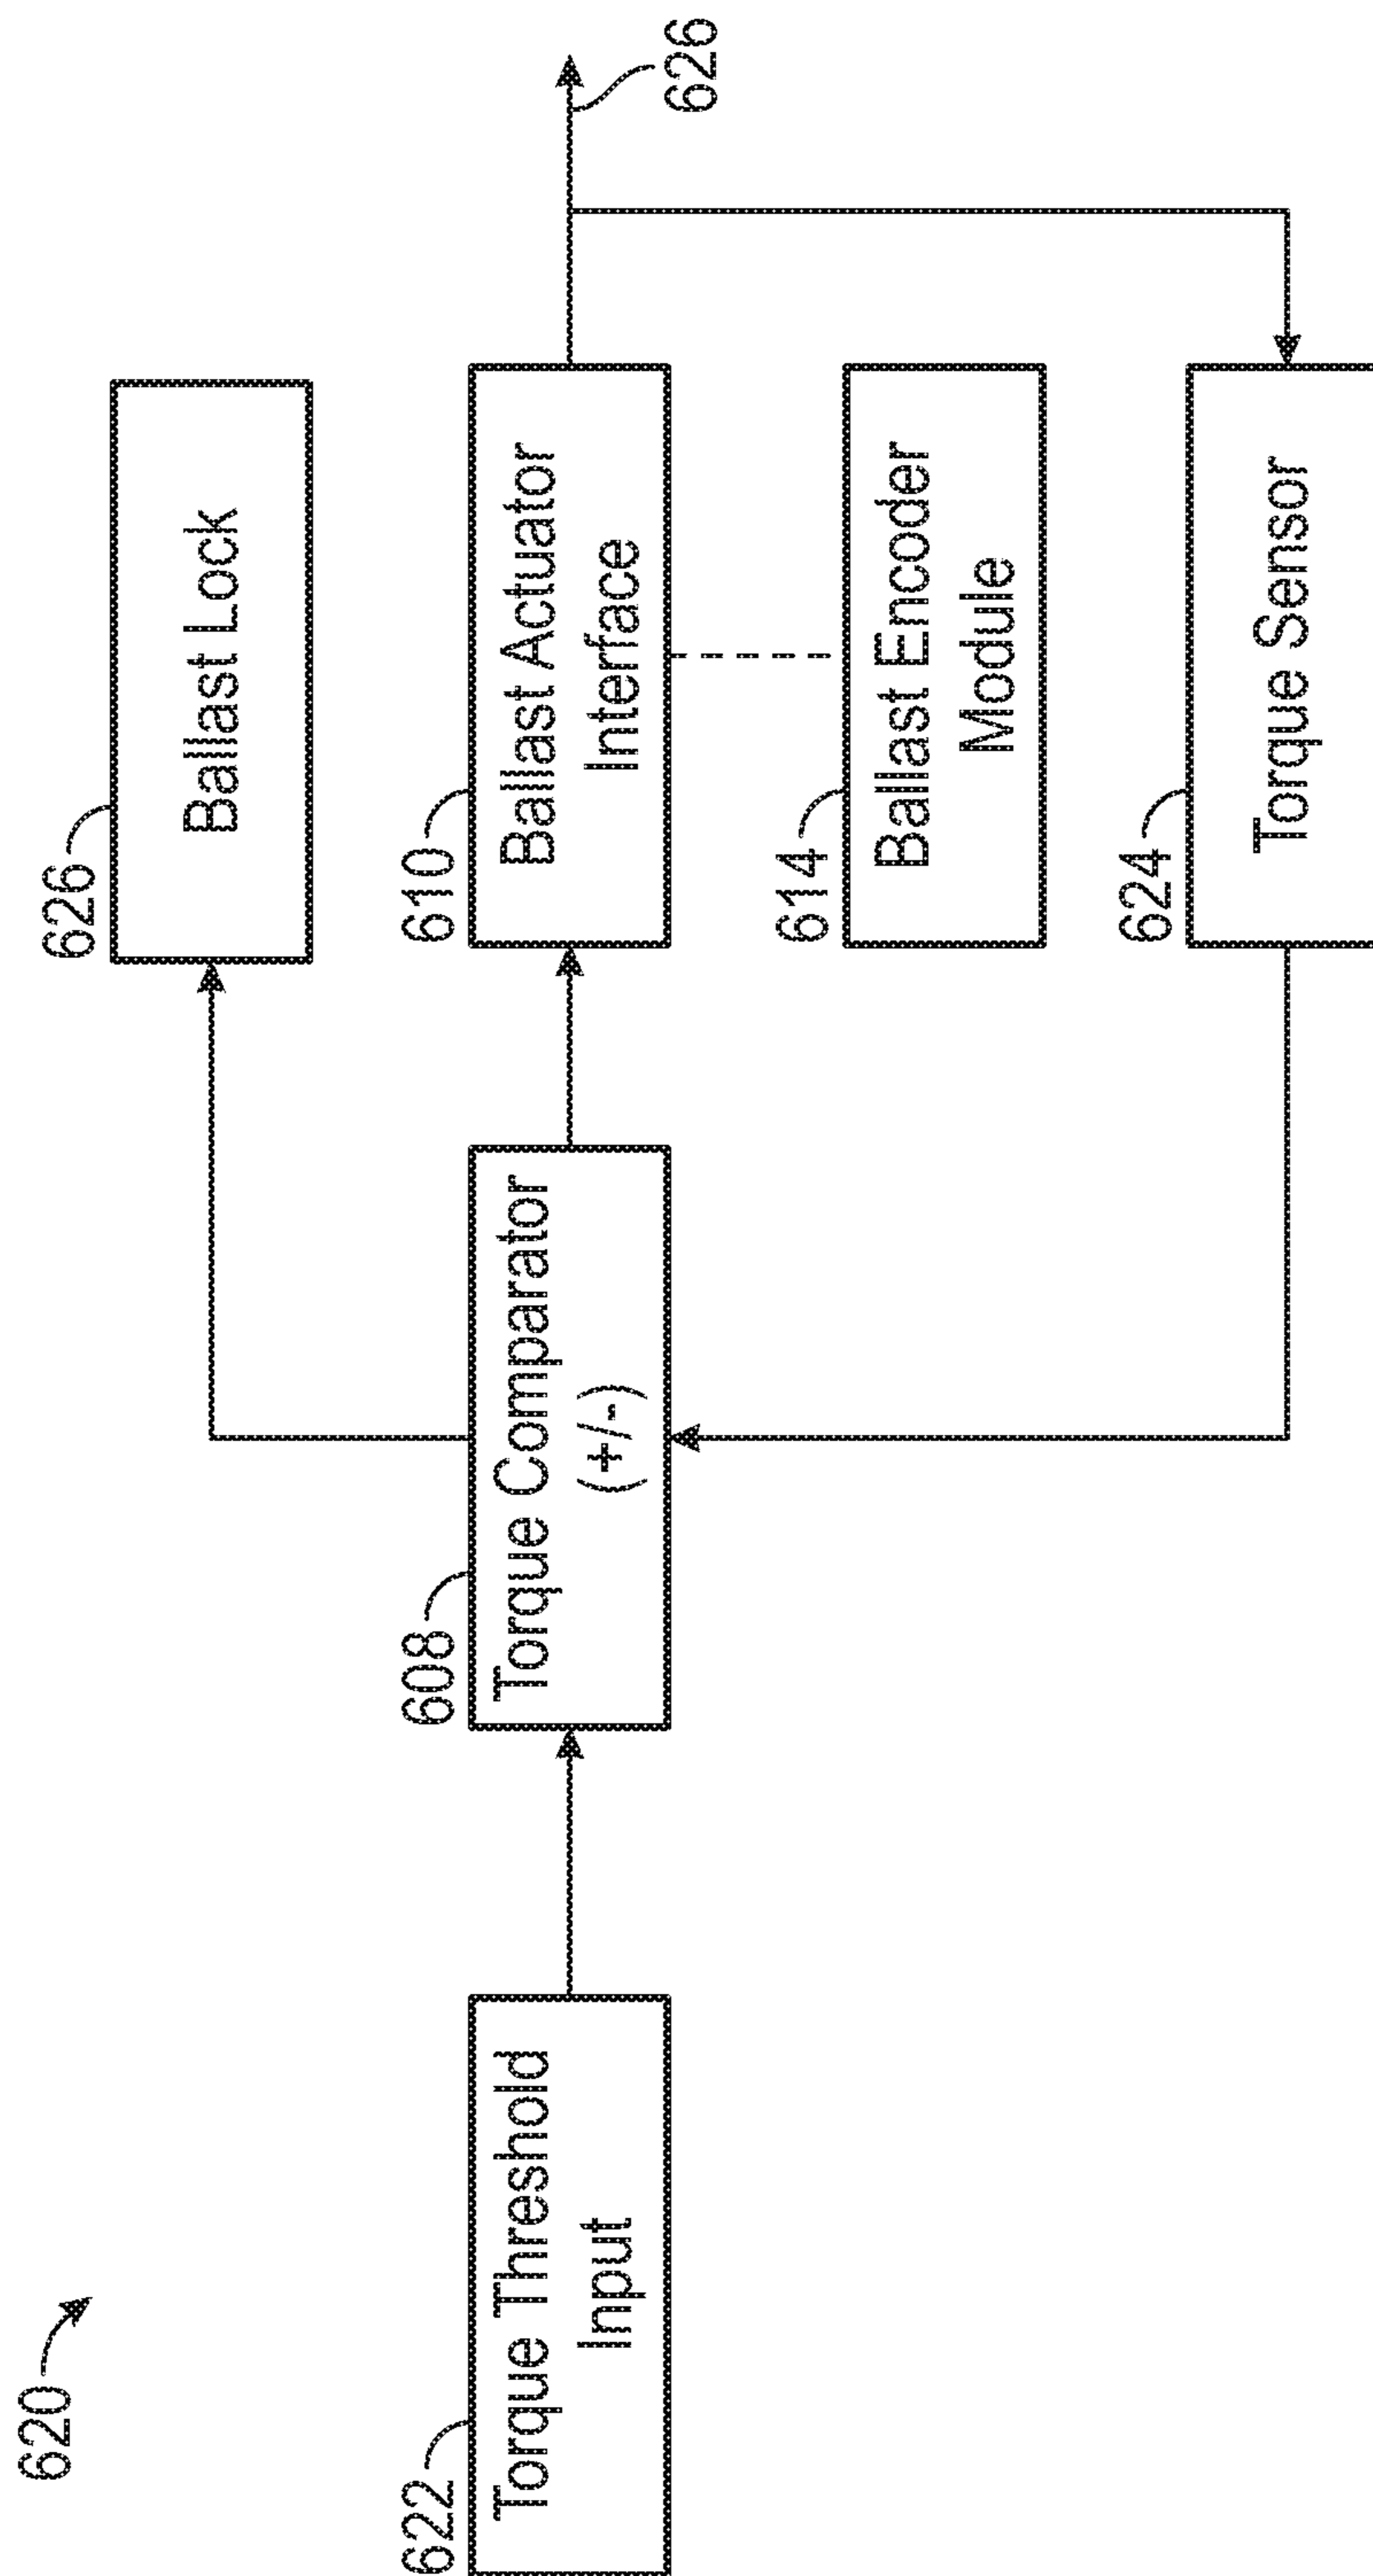 620
622
Torque Threshold
Input
608
Torque Comparator
(+/-)
626
Ballast Lock
610
Ballast Actuator
Interface
614
Ballast Encoder
Module
624
Torque Sensor
626